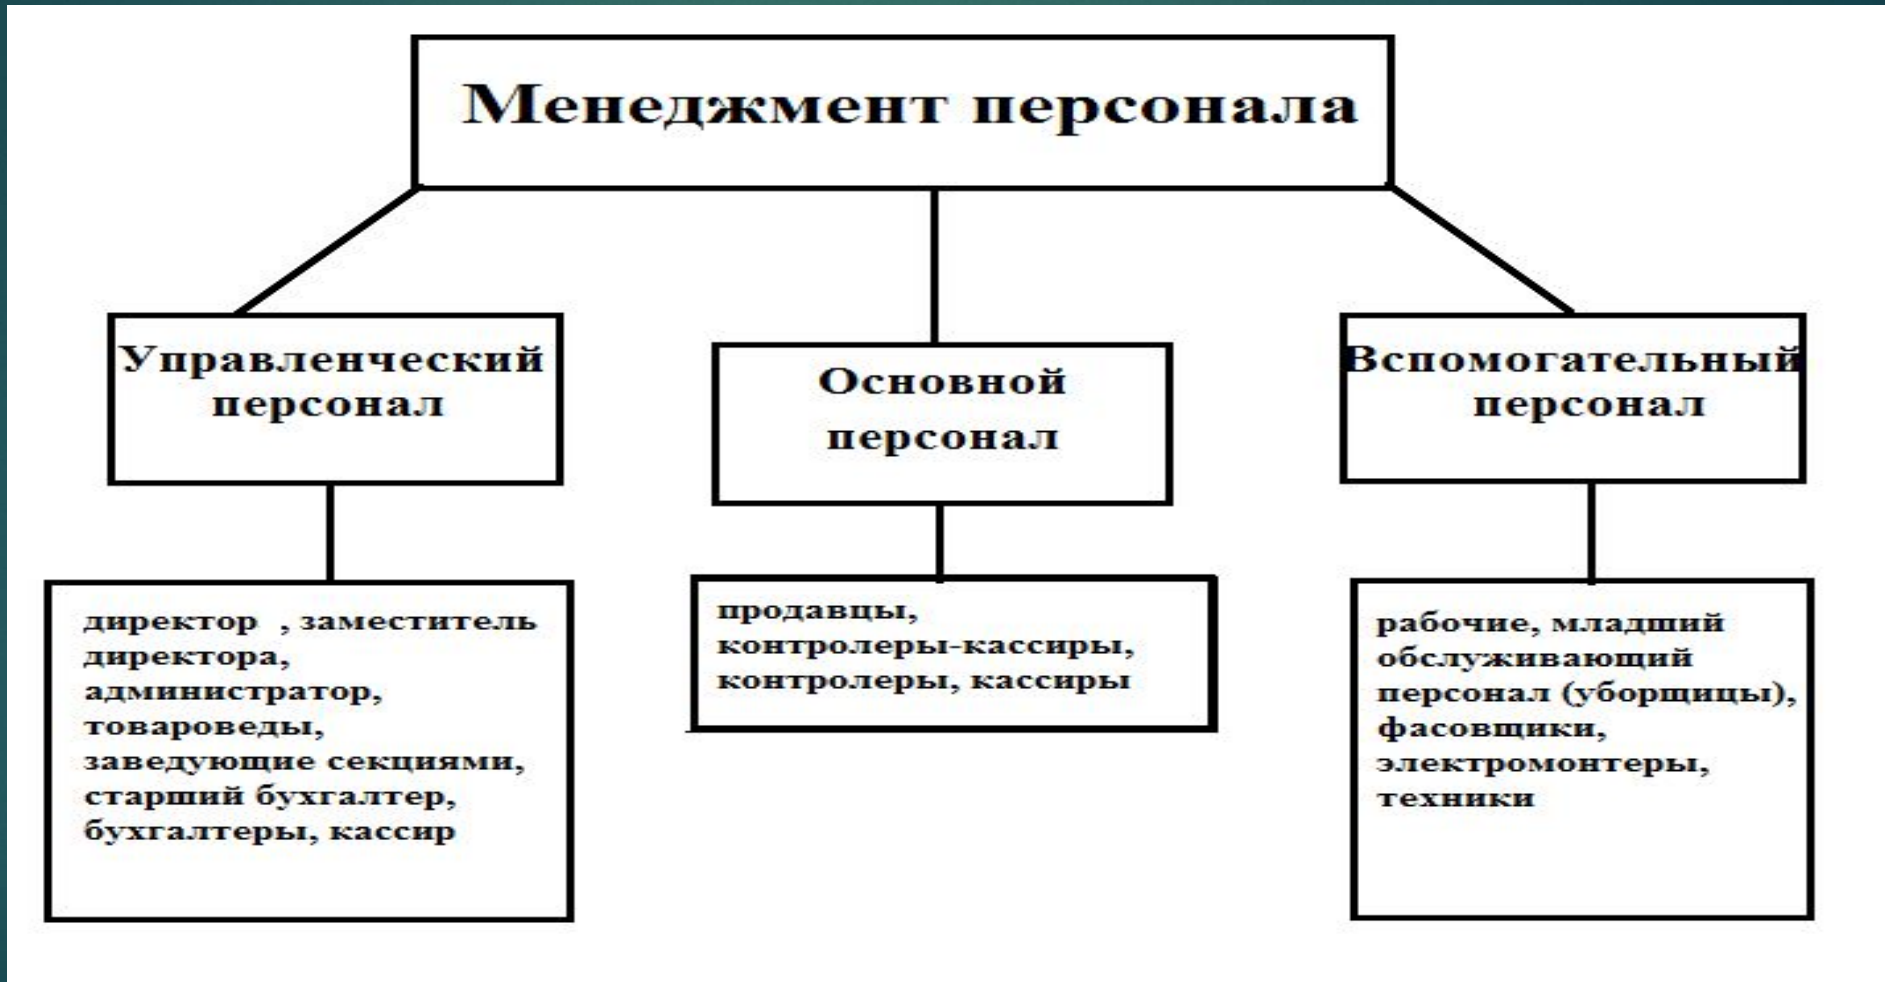 Менеджмент персонала
Управленческий
персонал
Основной
персонал
Вспомогательный
персонал
директор , заместитель
директора,
администратор,
товароведы,
заведующие секциями,
старший бухгалтер,
бухгалтеры, кассир
продавцы,
контролеры-кассиры,
контролеры, кассиры
рабочие, младший
обслуживающий
персонал (уборщицы),
фасовщики,
электромонтеры,
техники